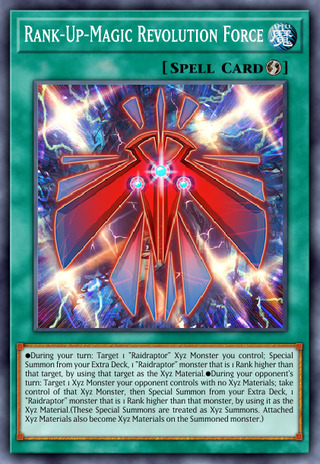 Rank-Up-Magic Revolution Force
魔
[Spell Card]
●During your turn: Target 1 "Raidraptor" Xyz Monster you control; Special
Summon from your Extra Deck, 1 "Raidraptor" monster that is 1 Rank higher than
that target, by using that target as the Xyz Material.●During your opponent's
turn: Target 1 Xyz Monster your opponent controls with no Xyz Materials; take
control of that Xyz Monster, then Special Summon from your Extra Deck, 1
"Raidraptor" monster that is 1 Rank higher than that monster, by using it as the
Xyz Material.(These Special Summons are treated as Xyz Summons. Attached
Xyz Materials also become Xyz Materials on the Summoned monster.)